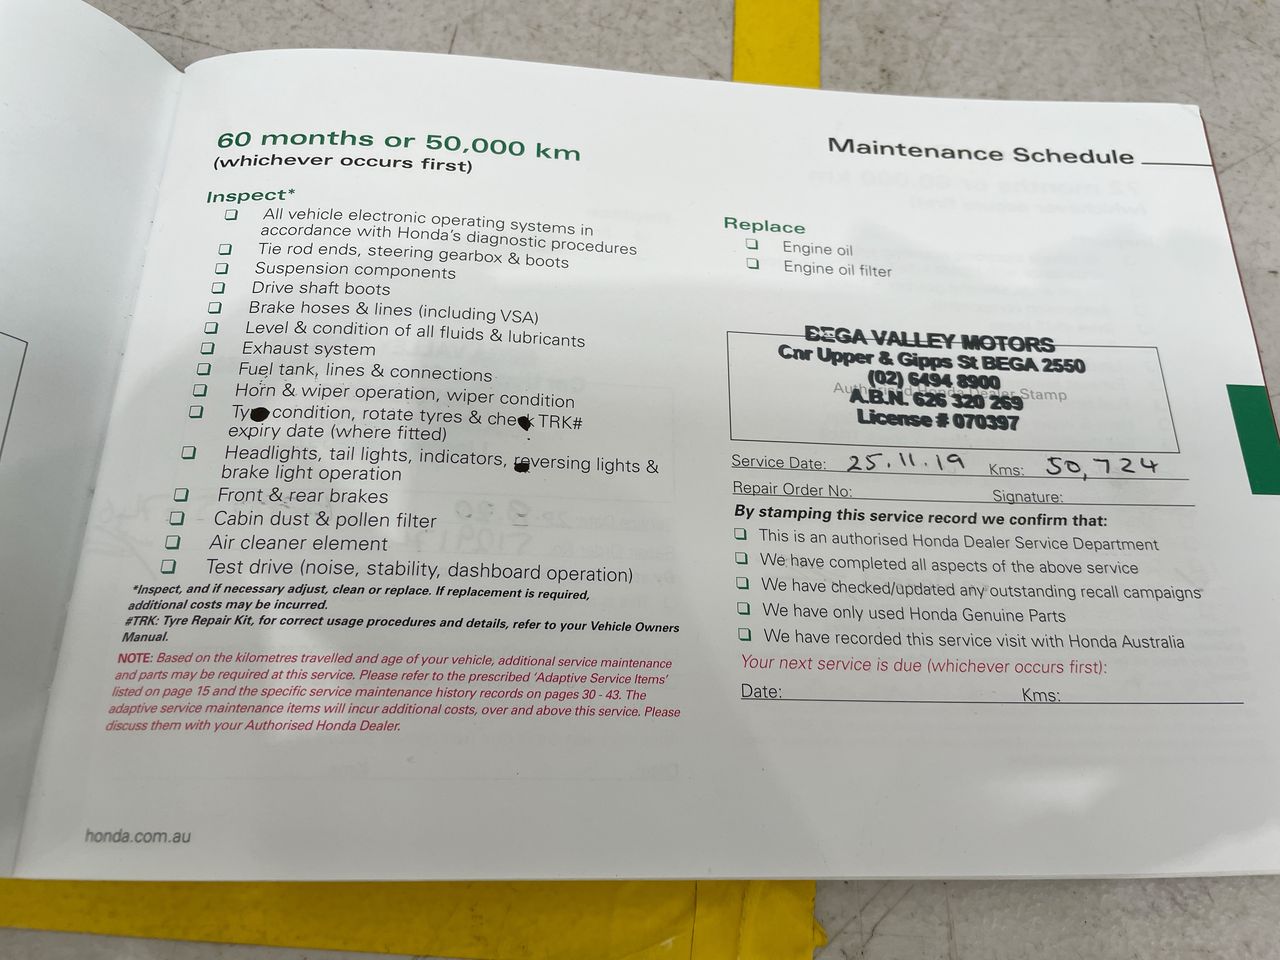 60 months or 50,000 km
(whichever occurs first)
Maintenance Schedule
Inspect*
All vehicle electronic operating systems in
accordance with Honda's diagnostic procedures
Tie rod ends, steering gearbox & boots
Suspension components
Drive shaft boots
Brake hoses & lines (including VSA)
Level & condition of all fluids & lubricants
Exhaust system
Fuel tank, lines & connections
Horn & wiper operation, wiper condition
Tyre condition, rotate tyres & check TRK#
expiry date (where fitted)
Headlights, tail lights, indicators, reversing lights &
brake light operation
Front & rear brakes
Cabin dust & pollen filter
Air cleaner element
Test drive (noise, stability, dashboard operation)
*Inspect, and if necessary adjust, clean or replace. If replacement is required,
additional costs may be incurred.
#TRK: Tyre Repair Kit, for correct usage procedures and details, refer to your Vehicle Owners
Manual.
NOTE: Based on the kilometres travelled and age of your vehicle, additional service maintenance
and parts may be required at this service. Please refer to the prescribed 'Adaptive Service Items'
listed on page 15 and the specific service maintenance history records on pages 30 - 43. The
adaptive service maintenance items will incur additional costs, over and above this service. Please
discuss them with your Authorised Honda Dealer.
honda.com.au
Replace
Engine oil
Engine oil filter
BEGA VALLEY MOTORS
Cnr Upper & Gipps St BEGA 2550
(02) 6494 8900
Authorised Honda Dealer Stamp
A.B.N. 626 320 269
License # 070397
Service Date: 25.11.19 Kms: 50,724
Repair Order No: Signature:
By stamping this service record we confirm that:
This is an authorised Honda Dealer Service Department
We have completed all aspects of the above service
We have checked/updated any outstanding recall campaigns
We have only used Honda Genuine Parts
We have recorded this service visit with Honda Australia
Your next service is due (whichever occurs first):
Date: Kms: